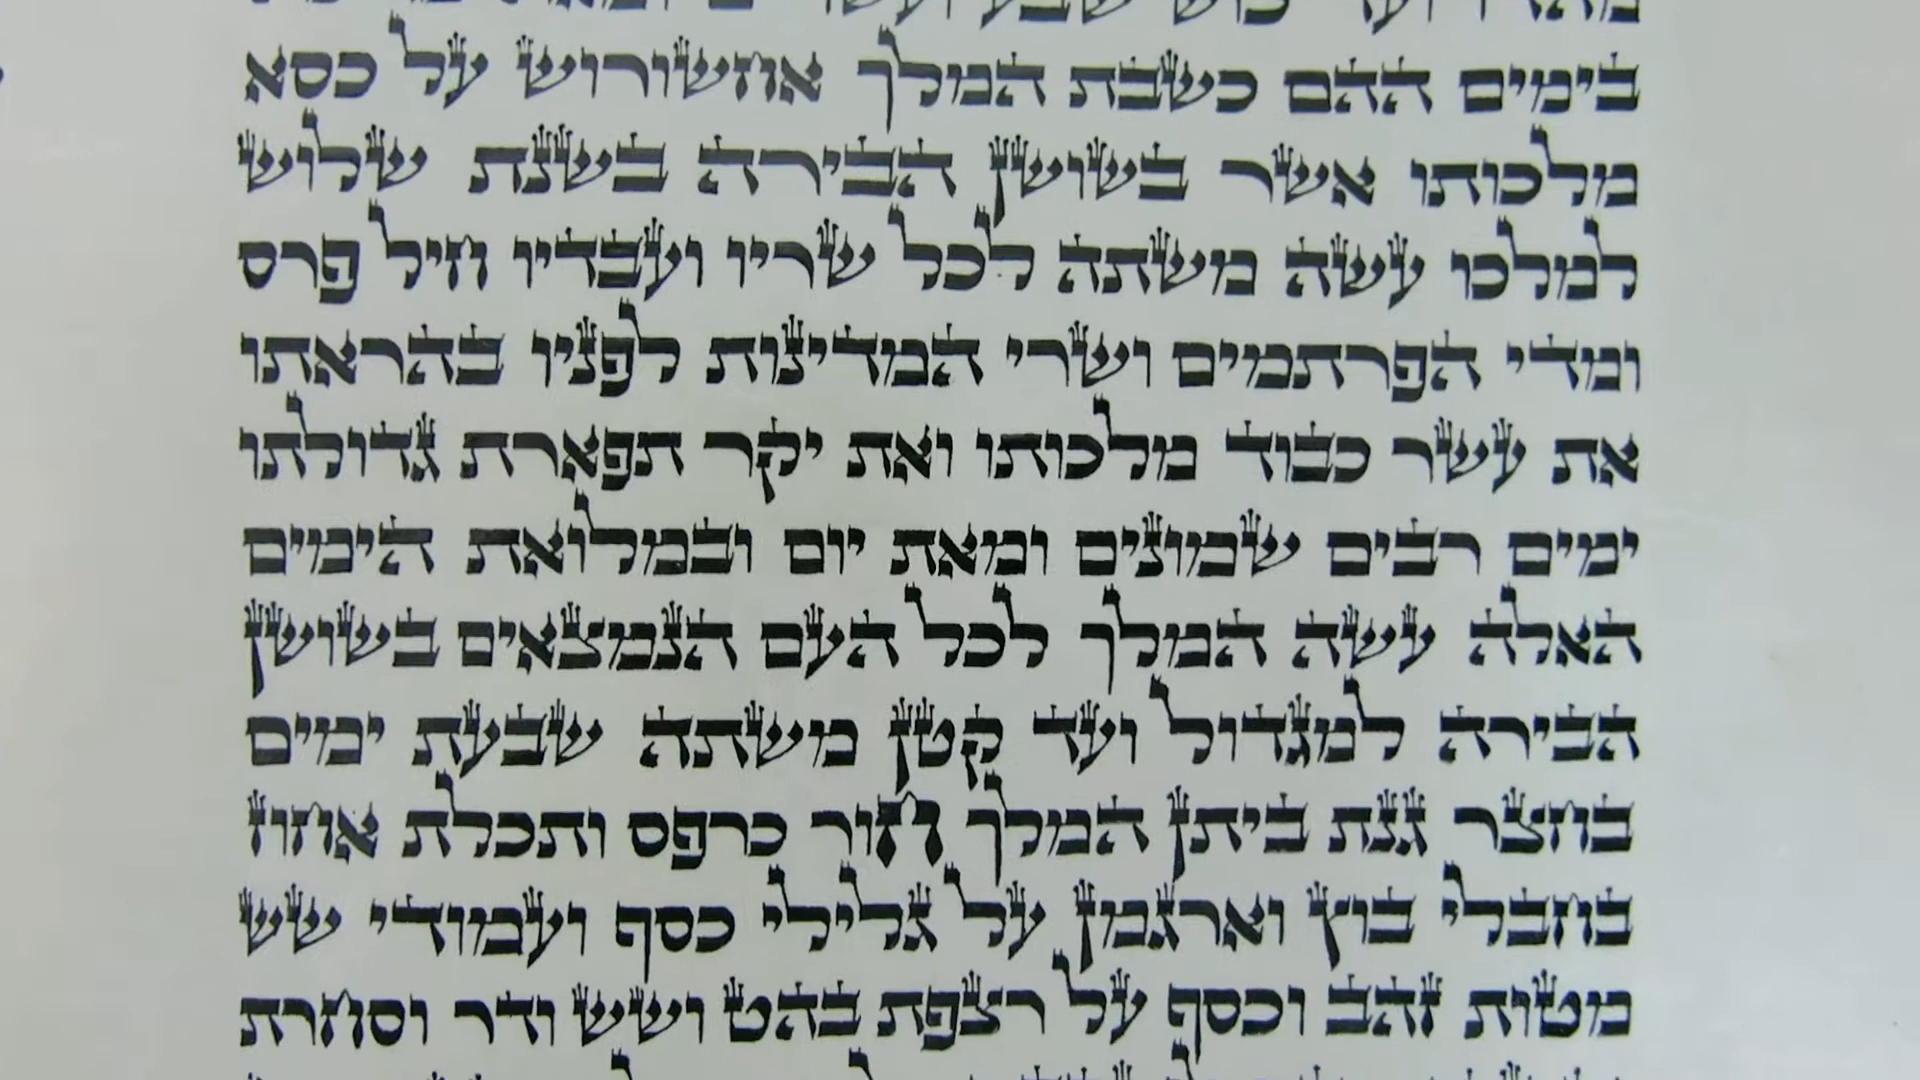 בימים ההם כשבת המלך אחשורוש על כסא
מלכותו אשר בשושן הבירה בשנת שלוש
למלכו עשה משתה לכל שריו ועבדיו חיל פרס
ומדי הפרתמים ושרי המדינות לפניו בהראתו
את עשר כבוד מלכותו ואת יקר תפארת גדולתו
ימים רבים שמונים ומאת יום ובמלואת הימים
האלה עשה המלך לכל העם הנמצאים בשושן
הבירה למגדול ועד קטן משתה שבעת ימים
בחצר גנת ביתן המלך חור כרפס ותכלת אחוז
בחבלי בוץ וארגמן על גלילי כסף ועמודי שש
מטות זהב וכסף על רצפת בהט ושש ודר וסחרת